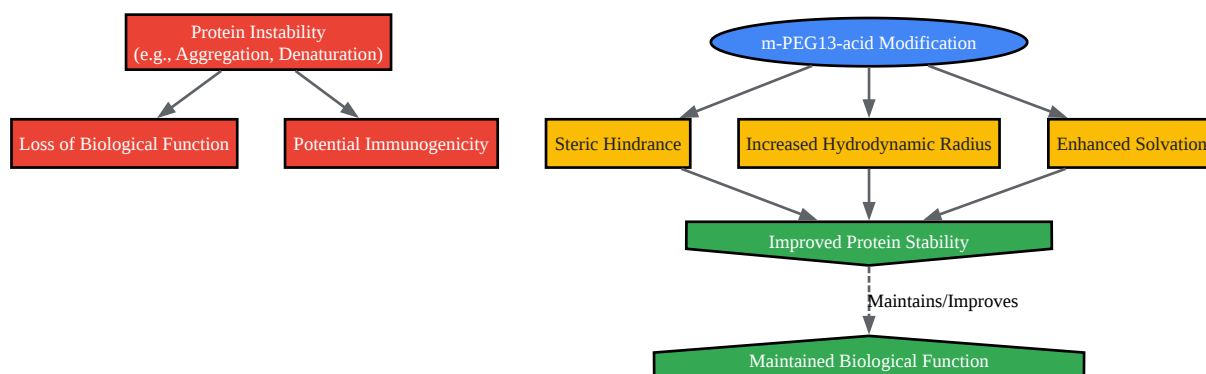 Protein Instability
(e.g., Aggregation, Denaturation)
Loss of Biological Function
Potential Immunogenicity
m-PEG13-acid Modification
Steric Hindrance
Increased Hydrodynamic Radius
Enhanced Solvation
Improved Protein Stability
Maintains/Improves
Maintained Biological Function